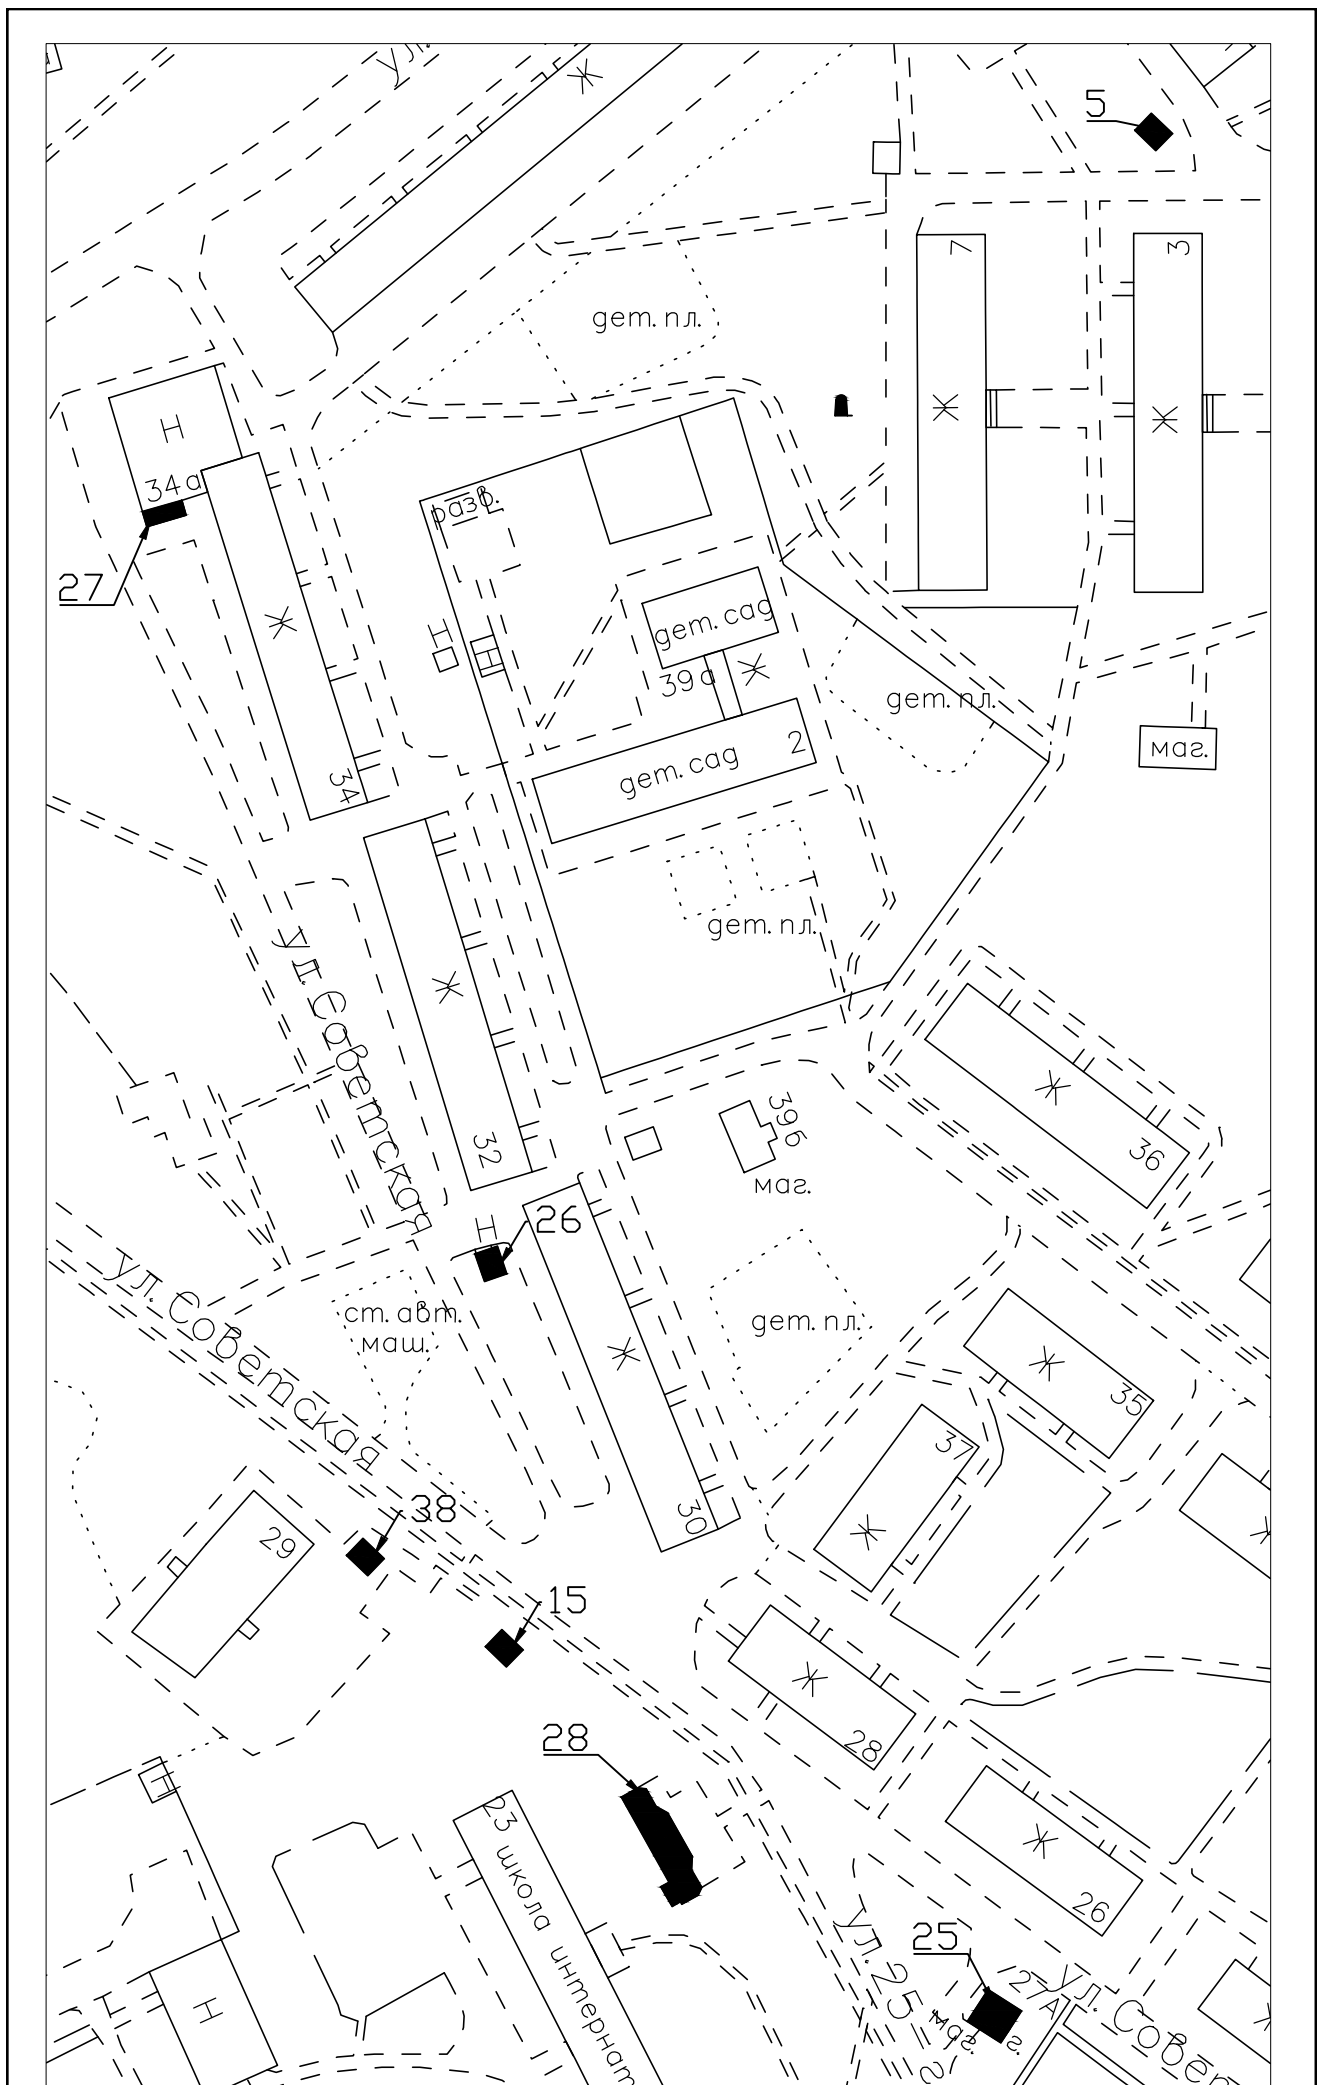 ул.
Ж
5
7
3
дет. пл.
Ж
Ж
Н
34а
разв.
27
Ж
Н
Н
дет. сад
39а
Ж
дет. пл.
маг.
дет. сад 2
34
дет. пл.
ул. Советская
Ж
32
Ж
36
39б
маг.
Н
26
ул. Советская
ст. авт.
маш.
дет. пл.
Ж
30
Ж
35
37
Ж
Ж
29
38
15
Ж
28
28
Н
23 школа интернат
Ж
26
25
ул. 25
27А
маг.
г.
ул. Совет
Н
Ж